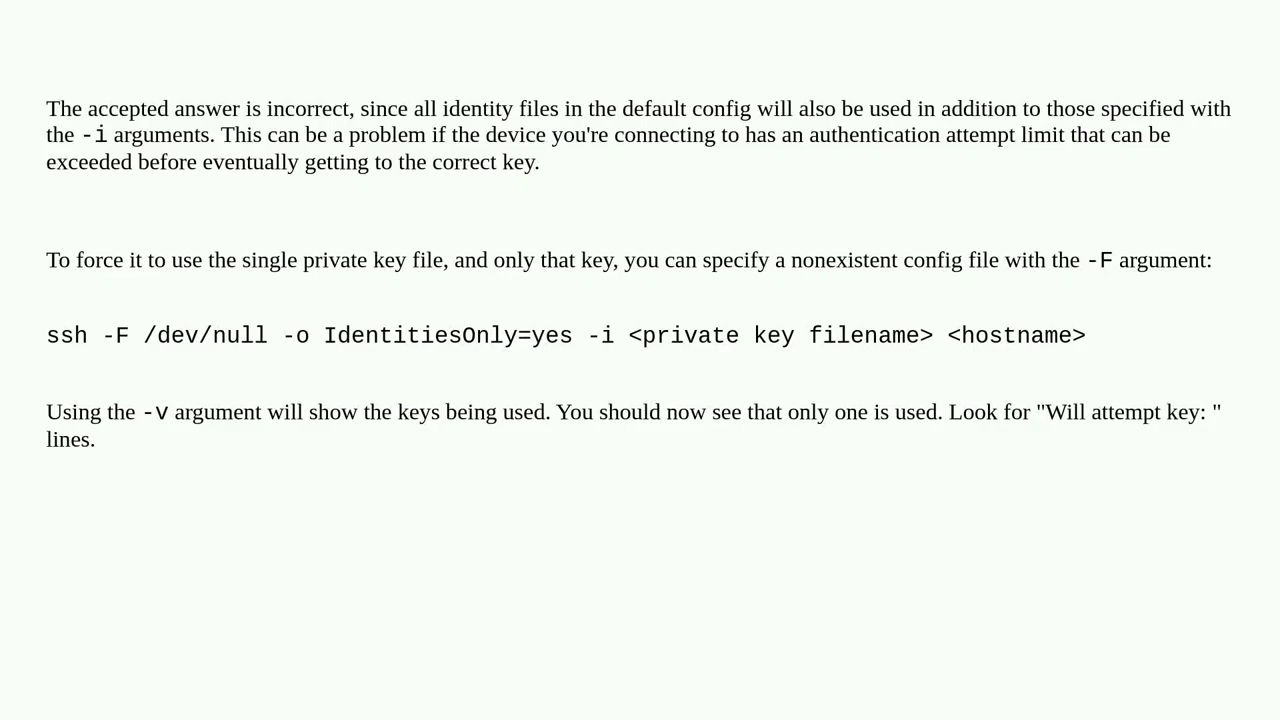 The accepted answer is incorrect, since all identity files in the default config will also be used in addition to those specified with
the -i arguments. This can be a problem if the device you're connecting to has an authentication attempt limit that can be
exceeded before eventually getting to the correct key.
To force it to use the single private key file, and only that key, you can specify a nonexistent config file with the -F argument:
ssh -F /dev/null -o IdentitiesOnly=yes -i <private key filename> <hostname>
Using the -v argument will show the keys being used. You should now see that only one is used. Look for "Will attempt key: "
lines.